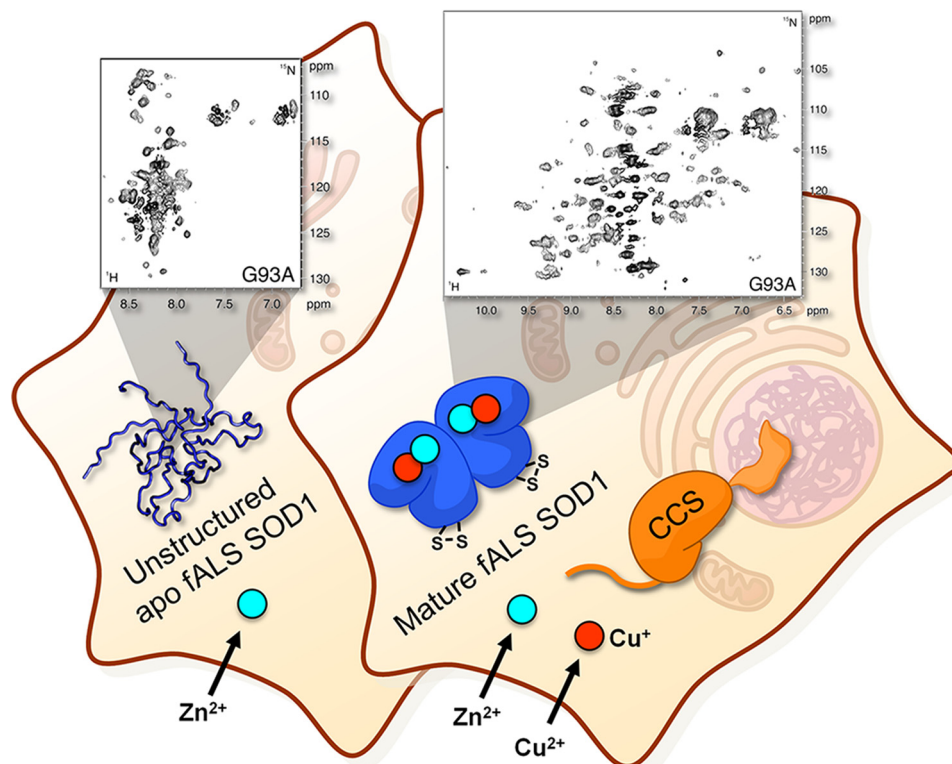 ¹⁵N
ppm
110
115
120
125
130
¹H
G93A
8.5 8.0 7.5 7.0 ppm
¹⁵N
ppm
105
110
115
120
125
130
¹H
G93A
10.0 9.5 9.0 8.5 8.0 7.5 7.0 6.5 ppm
Unstructured
apo fALS SOD1
Zn²⁺
S
S
S-S
Mature fALS SOD1
CCS
Zn²⁺
Cu⁺
Cu²⁺